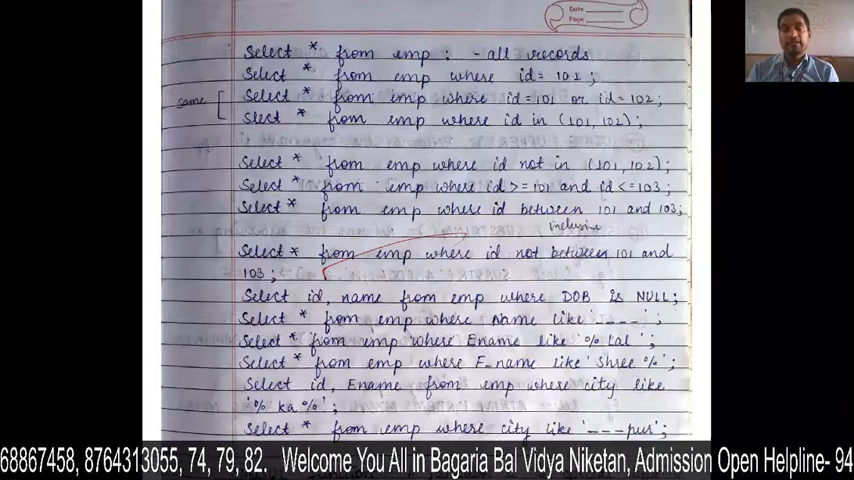 Date
Page
Select * from emp ; - all records
Select * from emp where id = 101 ;
same
Select * from emp where id = 101 or id = 102 ;
Slect * from emp where id in (101, 102) ;
Select * from emp where id not in (101, 102) ;
Select * from emp where id >= 101 and id <= 103 ;
Select * from emp where id between 101 and 103 ;
inclusive
Select * from emp where id not between 101 and
103 ;
Select id, name from emp where DOB is NULL ;
Select * from emp where Name like '____' ;
Select * from emp where Ename like '% lal' ;
Select * from emp where E_name like 'Shree %' ;
Select id, Ename from emp where city like
'% ka %' ;
Select * from emp where city like '___pur' ;
68867458, 8764313055, 74, 79, 82. Welcome You All in Bagaria Bal Vidya Niketan, Admission Open Helpline- 94